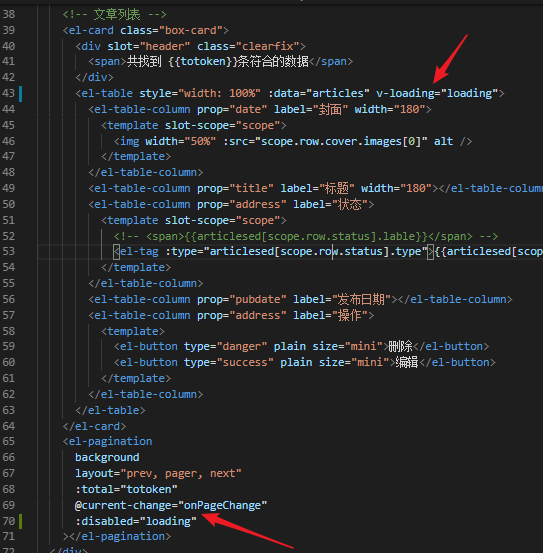 38 <!-- 文章列表 -->
39 <el-card class="box-card">
40 <div slot="header" class="clearfix">
41 <span>共找到 {{totoken}}条符合的数据</span>
42 </div>
43 <el-table style="width: 100%" :data="articles" v-loading="loading">
44 <el-table-column prop="date" label="封面" width="180">
45 <template slot-scope="scope">
46 <img width="50%" :src="scope.row.cover.images[0]" alt />
47 </template>
48 </el-table-column>
49 <el-table-column prop="title" label="标题" width="180"></el-table-column
50 <el-table-column prop="address" label="状态">
51 <template slot-scope="scope">
52 <!-- <span>{{articlesed[scope.row.status].lable}}</span> -->
53 <el-tag :type="articlesed[scope.row.status].type">{{articlesed[scop
54 </template>
55 </el-table-column>
56 <el-table-column prop="pubdate" label="发布日期"></el-table-column>
57 <el-table-column prop="address" label="操作">
58 <template>
59 <el-button type="danger" plain size="mini">删除</el-button>
60 <el-button type="success" plain size="mini">编辑</el-button>
61 </template>
62 </el-table-column>
63 </el-table>
64 </el-card>
65 <el-pagination
66 background
67 layout="prev, pager, next"
68 :total="totoken"
69 @current-change="onPageChange"
70 :disabled="loading"
71 ></el-pagination>
72 </div>